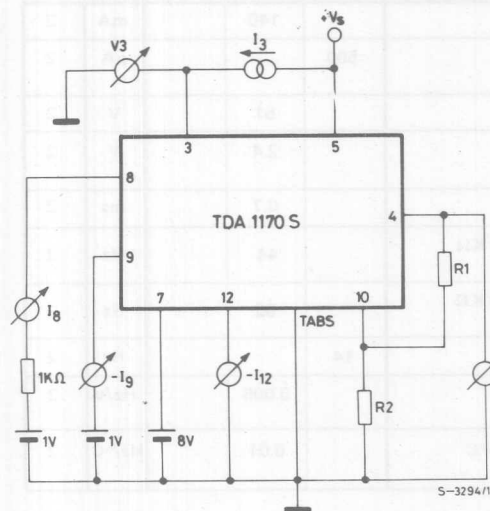 +Vs
V3
I3
3
5
8
TDA 1170 S
4
9
R1
7
12
TABS
10
I8
-I9
-I12
1KΩ
R2
1V
1V
8V
S-3294/1